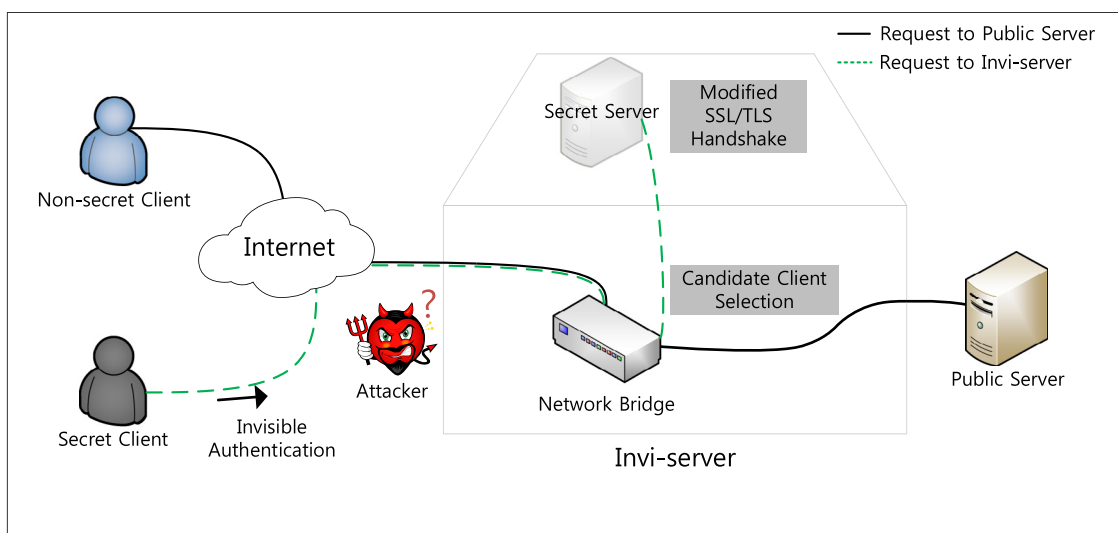 Request to Public Server
Request to Invi-server
Secret Server
Modified
SSL/TLS
Handshake
Non-secret Client
Internet
Candidate Client
Selection
?
Attacker
Network Bridge
Public Server
Secret Client
Invisible
Authentication
Invi-server